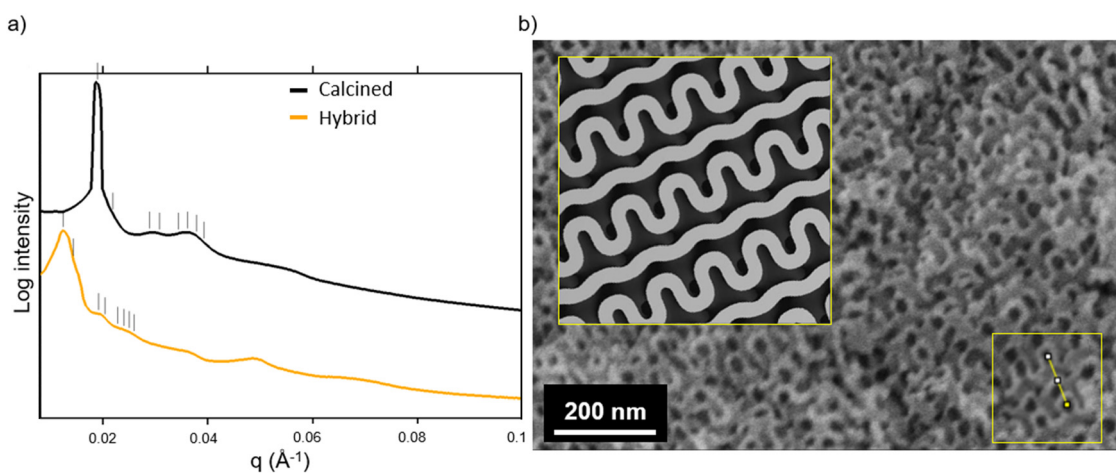 a)
b)
Calcined
Hybrid
Log intensity
0.02
0.04
0.06
0.08
0.1
q (Å⁻¹)
200 nm